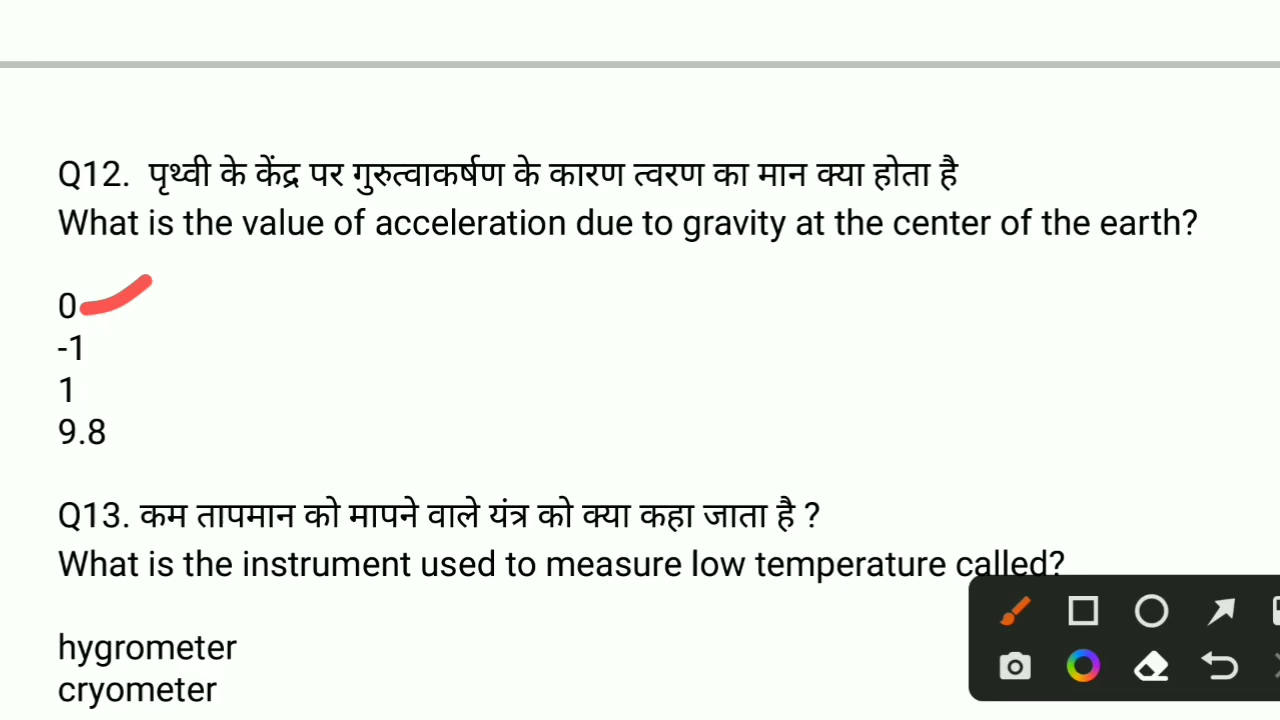 Q12. पृथ्वी के केंद्र पर गुरुत्वाकर्षण के कारण त्वरण का मान क्या होता है
What is the value of acceleration due to gravity at the center of the earth?
0
-1
1
9.8
Q13. कम तापमान को मापने वाले यंत्र को क्या कहा जाता है ?
What is the instrument used to measure low temperature called?
hygrometer
cryometer